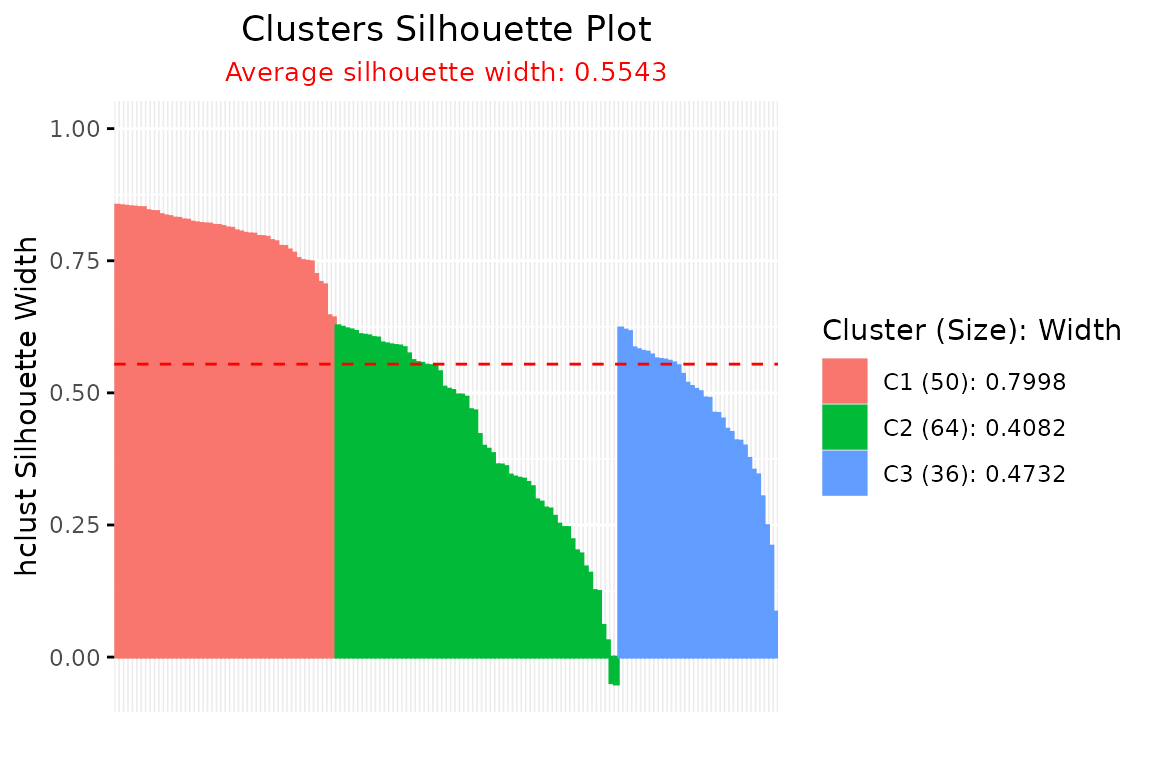 Clusters Silhouette Plot
Average silhouette width: 0.5543
hclust Silhouette Width
1.00
0.75
0.50
0.25
0.00
Cluster (Size): Width
C1 (50): 0.7998
C2 (64): 0.4082
C3 (36): 0.4732